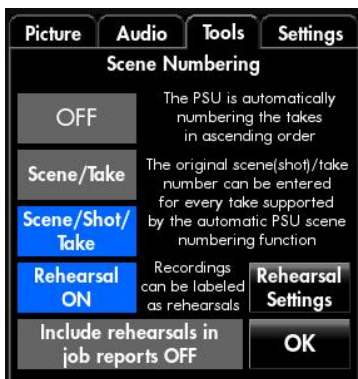 Picture Audio Tools Settings
Scene Numbering
OFF
The PSU is automatically
numbering the takes
in ascending order
Scene/Take
Scene/Shot/
Take
The original scene(shot)/take
number can be entered
for every take supported
by the automatic PSU scene
numbering function
Rehearsal
ON
Recordings
can be labeled
as rehearsals
Rehearsal
Settings
Include rehearsals in
job reports OFF
OK